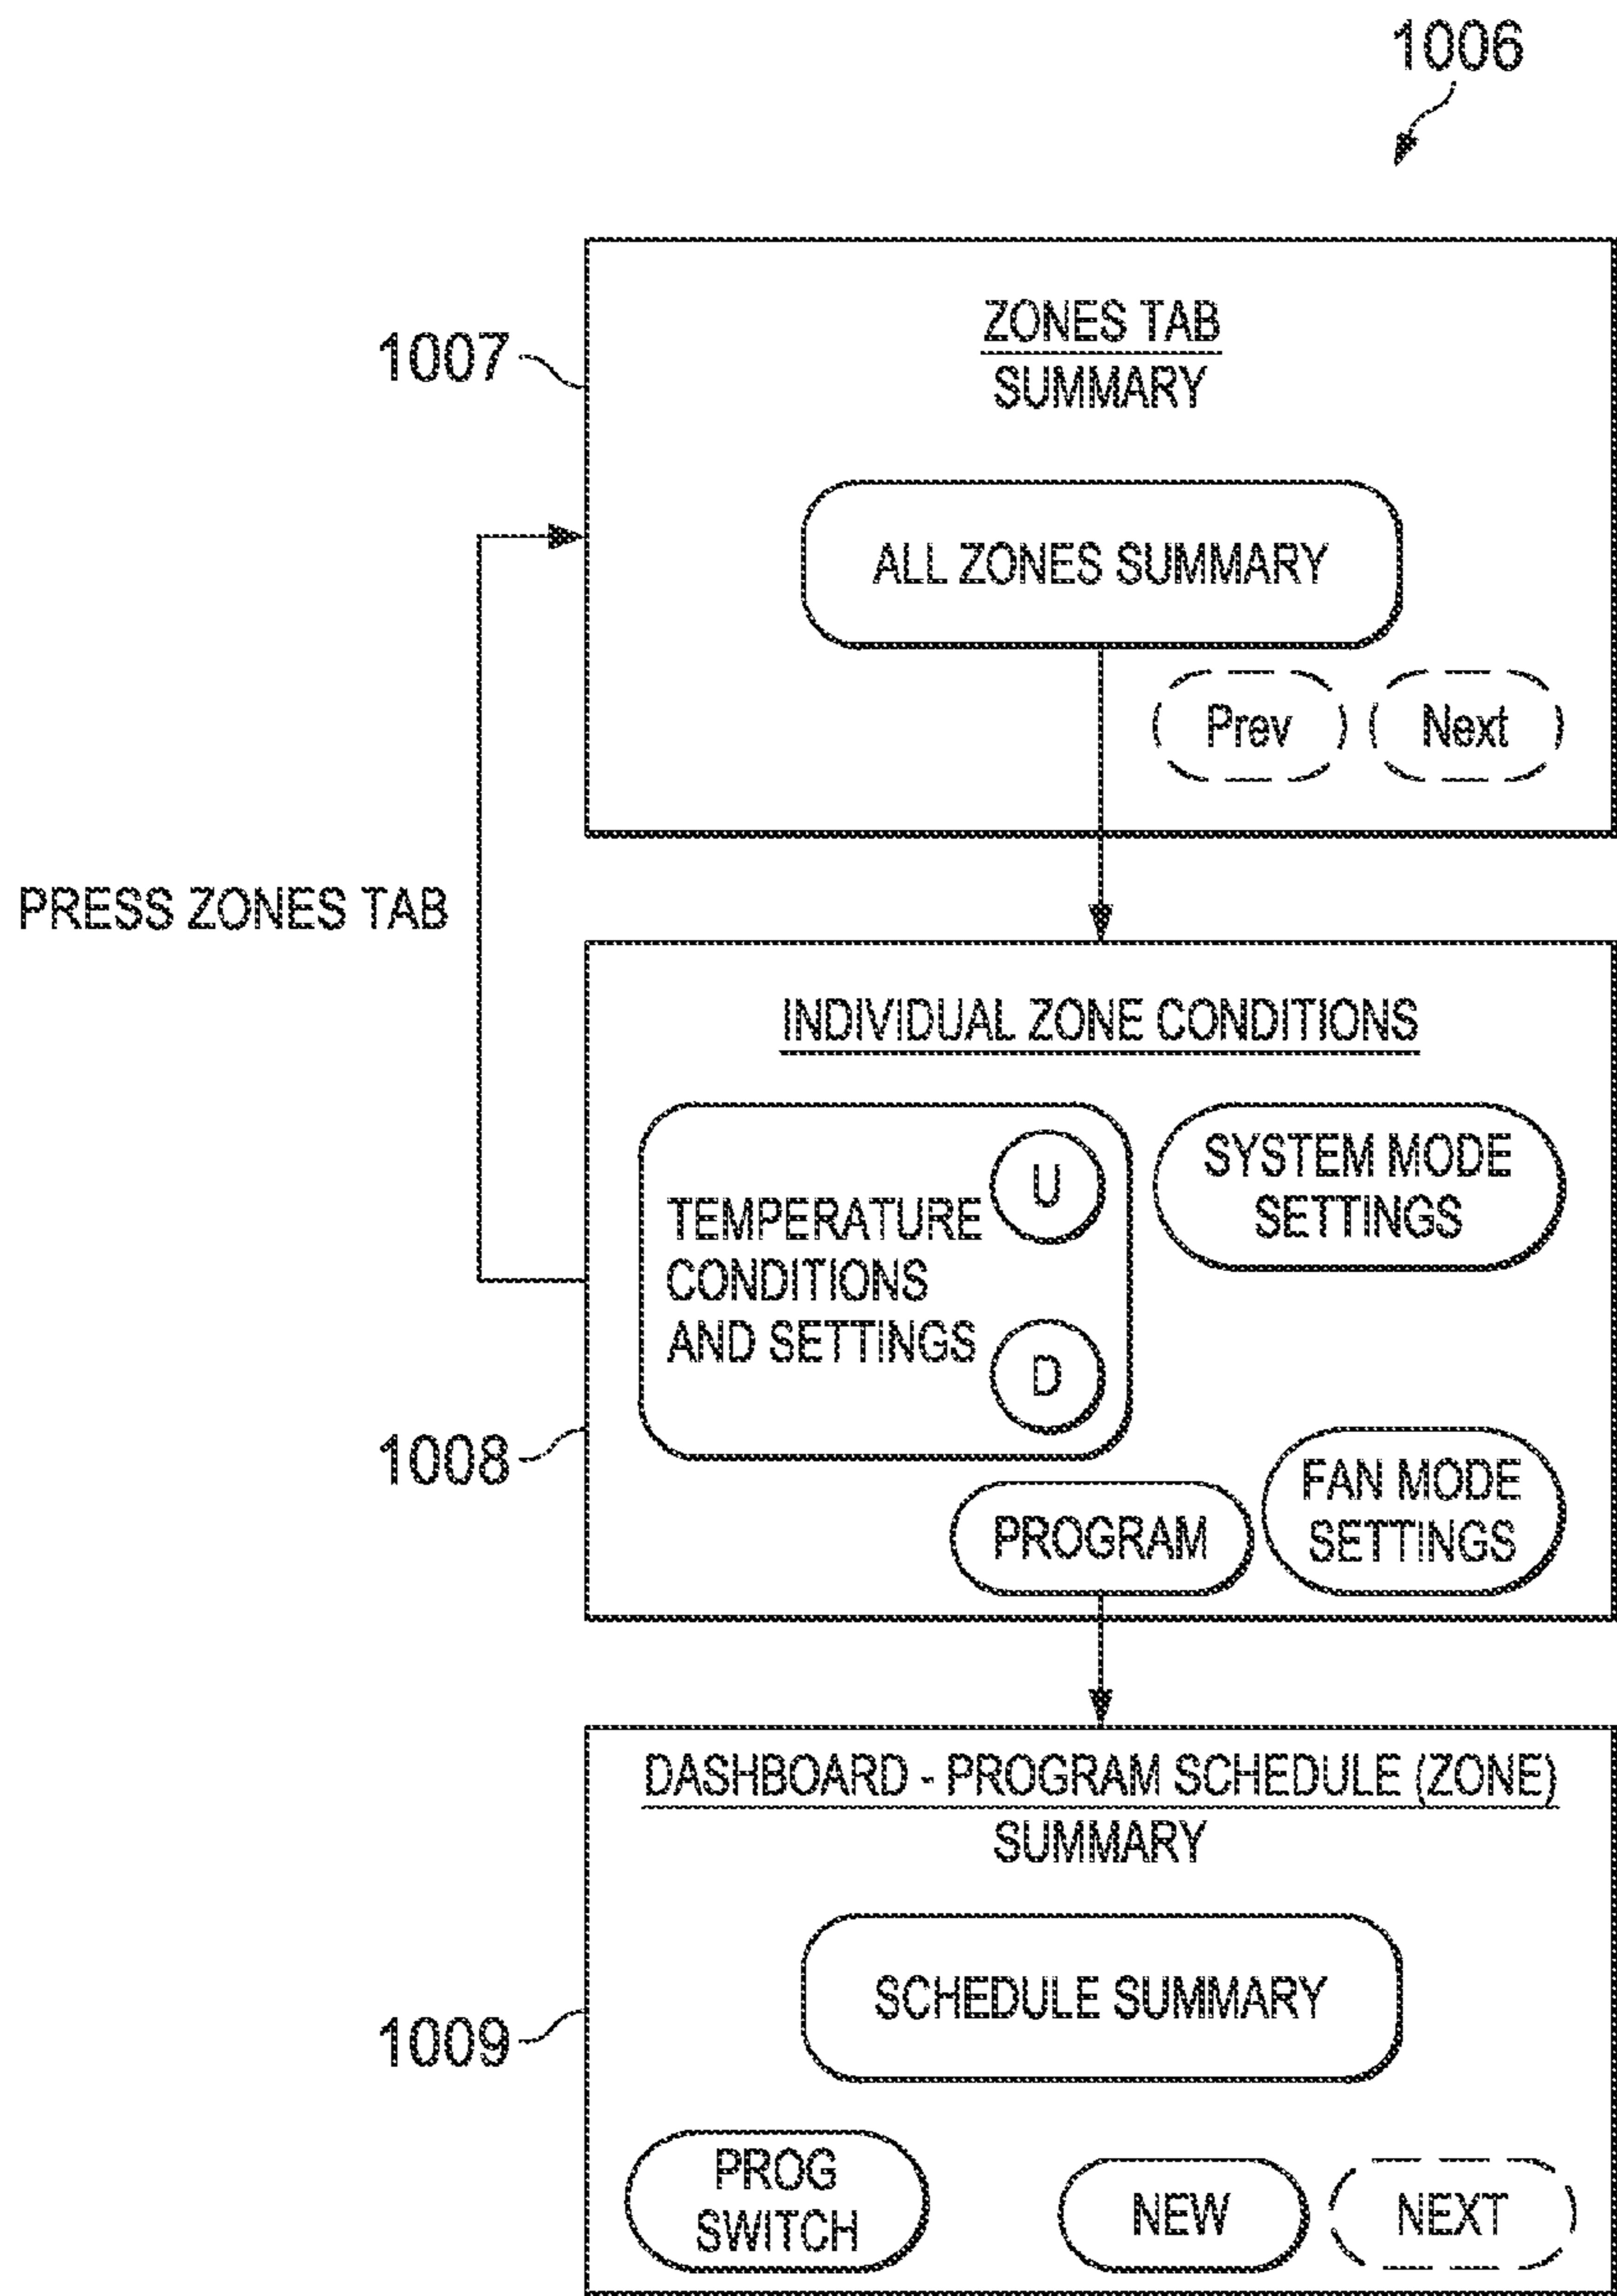 1006
1007
ZONES TAB
SUMMARY
ALL ZONES SUMMARY
Prev
Next
PRESS ZONES TAB
INDIVIDUAL ZONE CONDITIONS
TEMPERATURE
CONDITIONS
AND SETTINGS
U
D
SYSTEM MODE
SETTINGS
1008
PROGRAM
FAN MODE
SETTINGS
DASHBOARD - PROGRAM SCHEDULE (ZONE)
SUMMARY
SCHEDULE SUMMARY
1009
PROG
SWITCH
NEW
NEXT